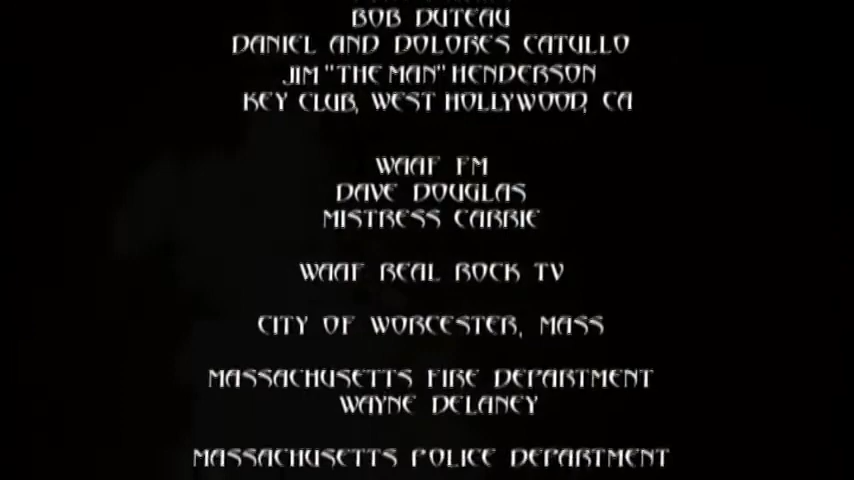 BOB DUTEAU
DANIEL AND DOLORES CATULLO
JIM "THE MAN" HENDERSON
KEY CLUB, WEST HOLLYWOOD, CA
WAAF FM
DAVE DOUGLAS
MISTRESS CARRIE
WAAF REAL ROCK TV
CITY OF WORCESTER, MASS
MASSACHUSETTS FIRE DEPARTMENT
WAYNE DELANEY
MASSACHUSETTS POLICE DEPARTMENT